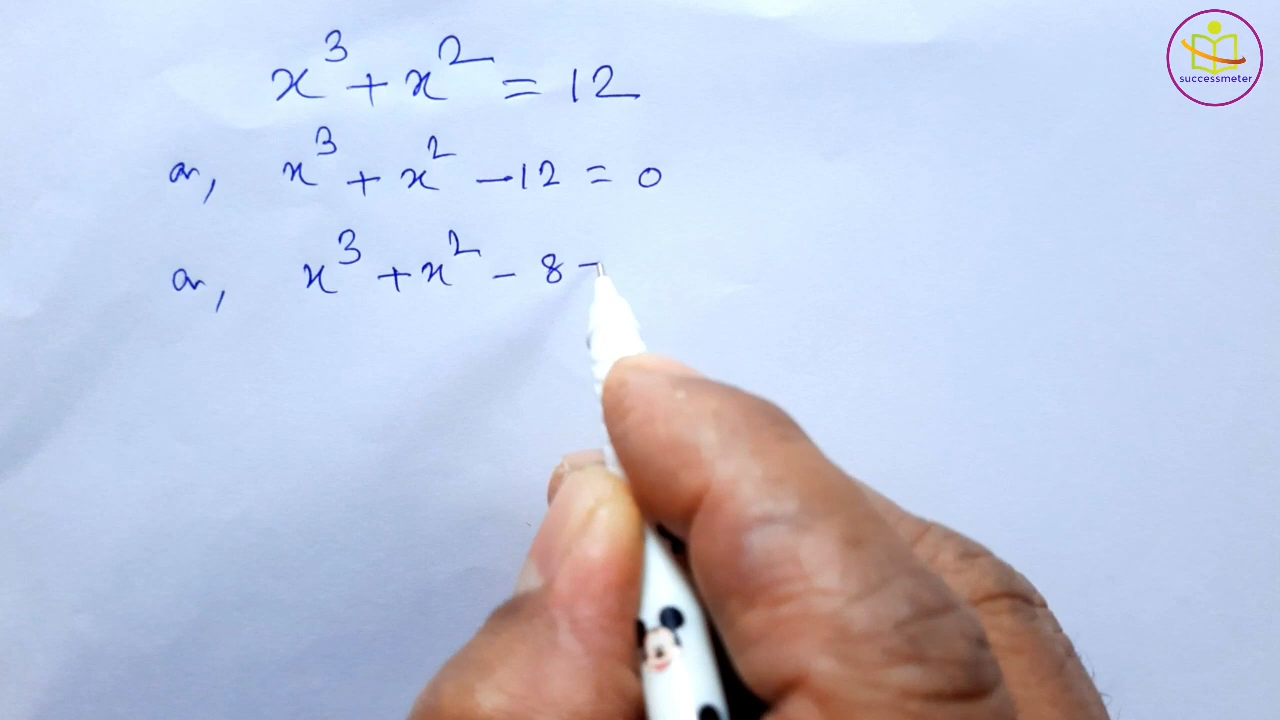 x³ + x² = 12
successmeter
or, x³ + x² - 12 = 0
or, x³ + x² - 8 -